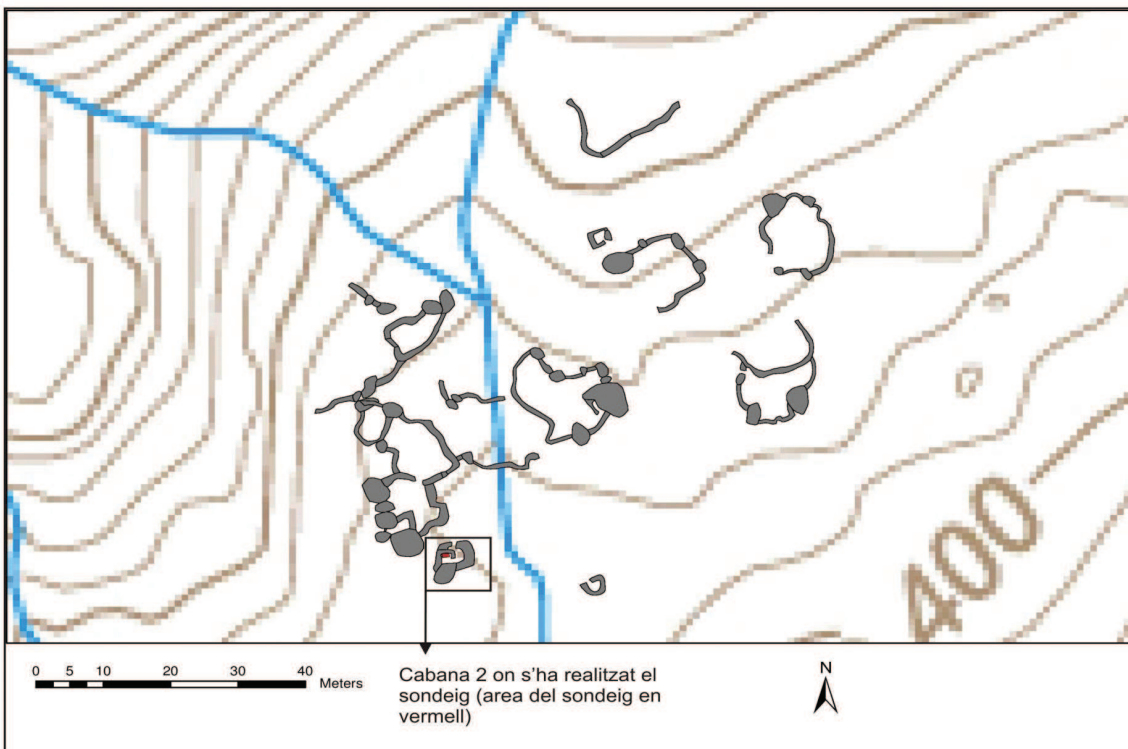 400
0 5 10 20 30 40
Meters
Cabana 2 on s'ha realitzat el
sondeig (area del sondeig en
vermell)
N